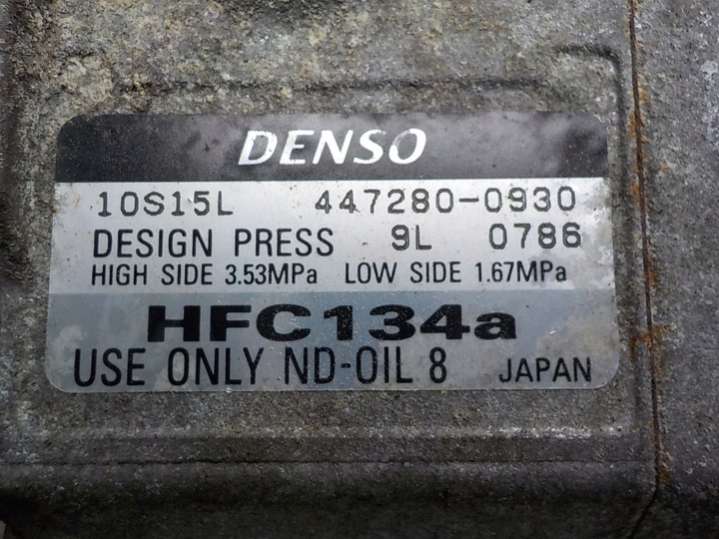 DENSO
10S15L 447280-0930
DESIGN PRESS 9L 0786
HIGH SIDE 3.53MPa LOW SIDE 1.67MPa
HFC134a
USE ONLY ND-OIL 8 JAPAN